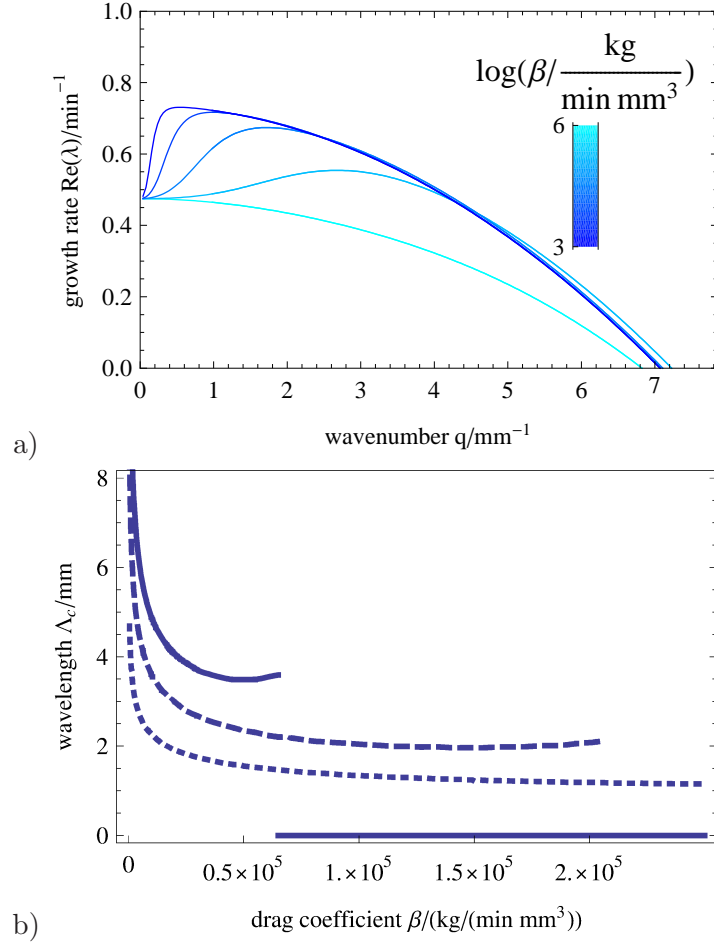 1.0
0.8
0.6
0.4
0.2
0.0
growth rate Re(λ)/min⁻¹
log(β/ kg / min mm³ )
6
3
0 1 2 3 4 5 6 7
wavenumber q/mm⁻¹
a)
8
6
4
2
0
wavelength Λ_c/mm
0 0.5×10⁵ 1.×10⁵ 1.5×10⁵ 2.×10⁵
drag coefficient β/(kg/(min mm³))
b)